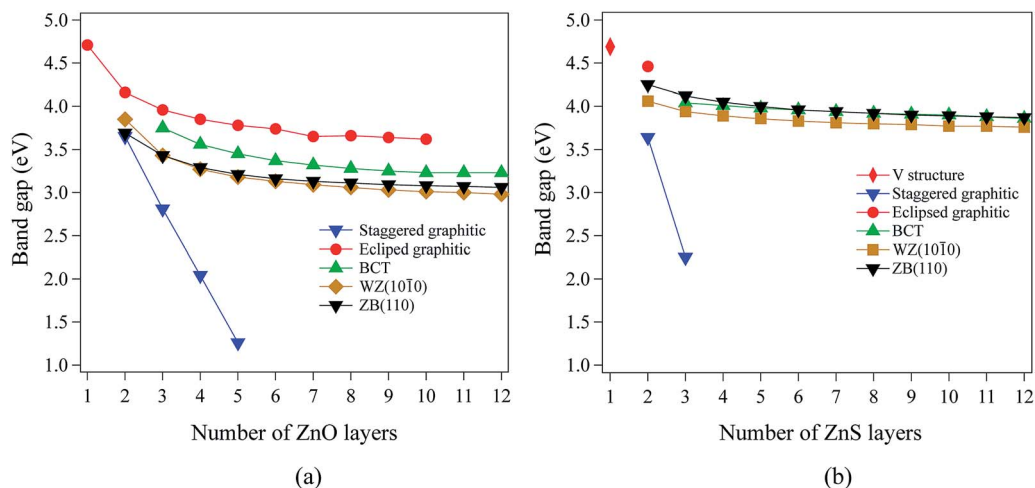 5.0
4.5
4.0
3.5
3.0
2.5
2.0
1.5
1.0
Band gap (eV)
Staggered graphitic
Ecliped graphitic
BCT
WZ(101̄0)
ZB(110)
1 2 3 4 5 6 7 8 9 10 11 12
Number of ZnO layers
(a)
5.0
4.5
4.0
3.5
3.0
2.5
2.0
1.5
1.0
Band gap (eV)
V structure
Staggered graphitic
Eclipsed graphitic
BCT
WZ(101̄0)
ZB(110)
1 2 3 4 5 6 7 8 9 10 11 12
Number of ZnS layers
(b)